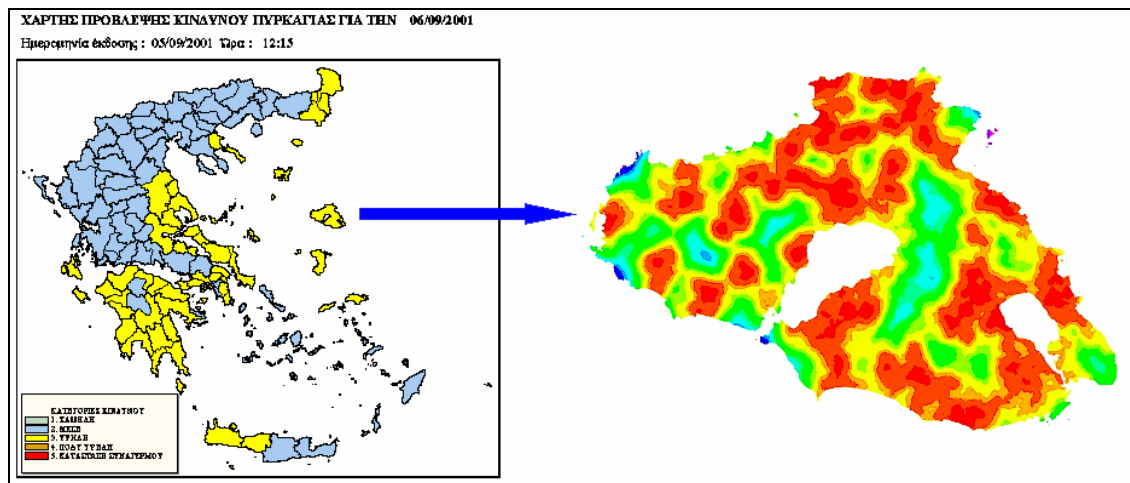 ΧΑΡΤΗΣ ΠΡΟΒΛΕΨΗΣ ΚΙΝΔΥΝΟΥ ΠΥΡΚΑΓΙΑΣ ΓΙΑ ΤΗΝ 06/09/2001
Ημερομηνία έκδοσης : 05/09/2001 Ώρα : 12:15
ΚΑΤΗΓΟΡΙΕΣ ΚΙΝΔΥΝΟΥ
1. ΧΑΜΗΛΗ
2. ΜΕΣΗ
3. ΥΨΗΛΗ
4. ΠΟΛΥ ΥΨΗΛΗ
5. ΚΑΤΑΣΤΑΣΗ ΣΥΝΑΓΕΡΜΟΥ